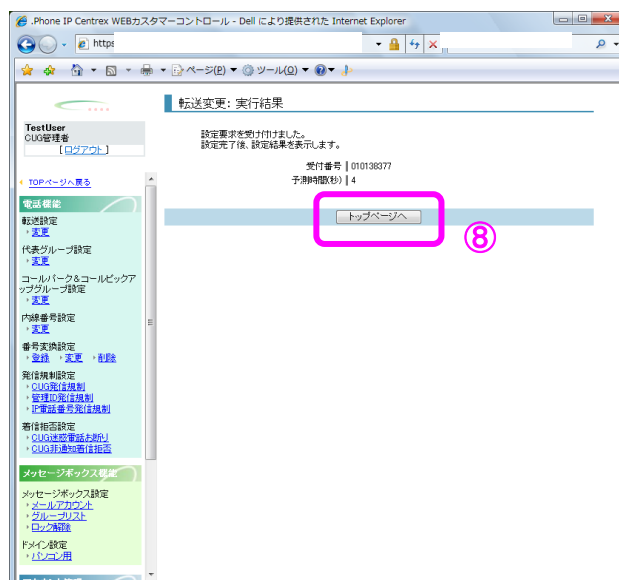 .Phone IP Centrex WEBカスタマーコントロール - Dell により提供された Internet Explorer
https
ページ(P) ツール(O)
転送変更: 実行結果
TestUser
CUG管理者
[ログアウト]
設定要求を受け付けました。
設定完了後、設定結果を表示します。
受付番号 010138377
予測時間(秒) 4
トップページへ
⑧
TOPページへ戻る
電話機能
転送設定
変更
代表グループ設定
変更
コールパーク&コールピックア
ップグループ設定
変更
内線番号設定
変更
番号変換設定
登録 変更 削除
発信規制設定
CUG発信規制
管理ID発信規制
IP電話番号発信規制
着信拒否設定
CUG迷惑電話お断り
CUG非通知着信拒否
メッセージボックス機能
メッセージボックス設定
メールアカウント
グループリスト
ロック解除
ドメイン設定
パソコン用